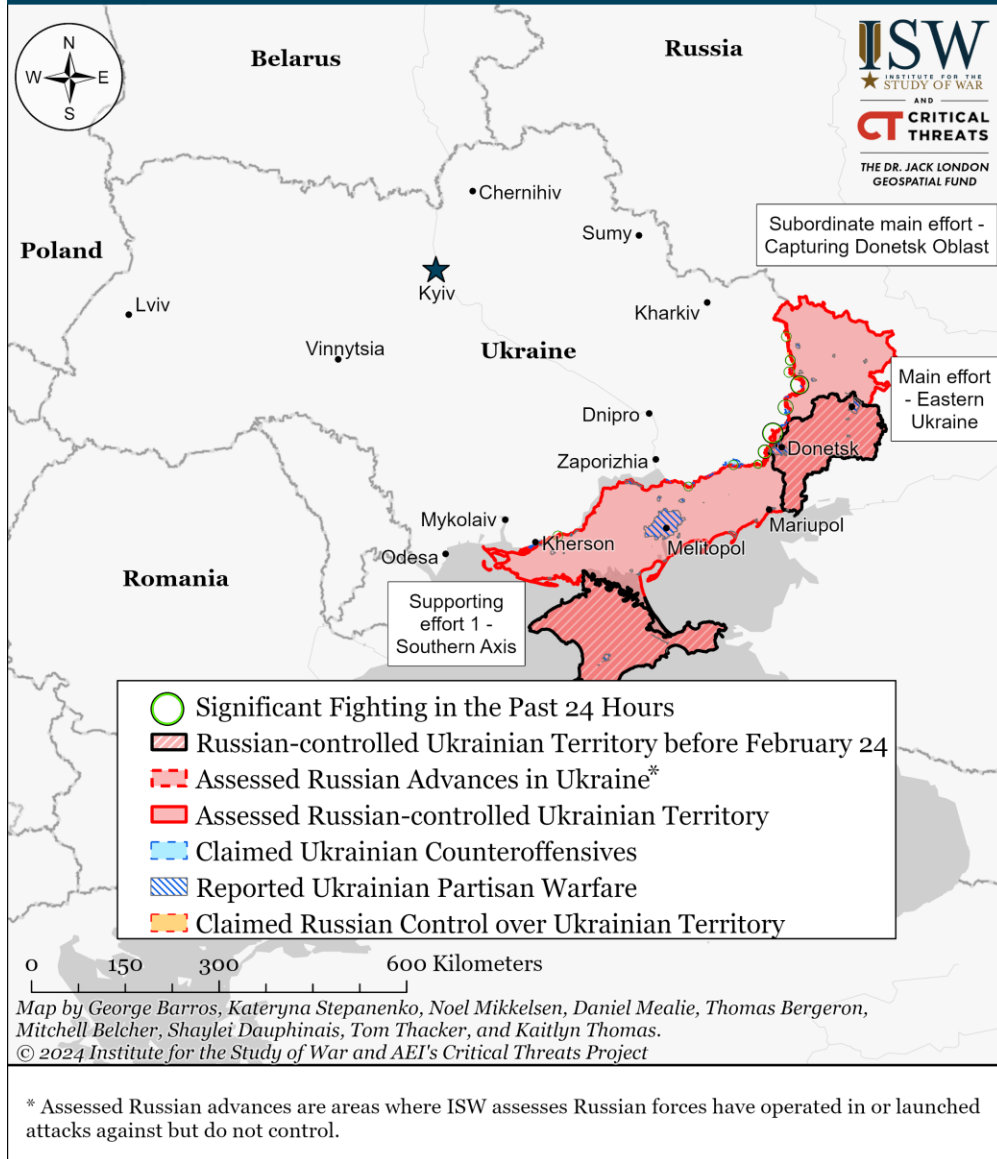 N
W
E
S
Belarus
Russia
ISW
INSTITUTE FOR THE
STUDY OF WAR
AND
CT CRITICAL
THREATS
THE DR. JACK LONDON
GEOSPATIAL FUND
Chernihiv
Subordinate main effort -
Capturing Donetsk Oblast
Sumy
Poland
Kyiv
Lviv
Kharkiv
Vinnytsia
Ukraine
Main effort
- Eastern
Ukraine
Dnipro
Donetsk
Zaporizhia
Mykolaiv
Mariupol
Kherson
Melitopol
Odesa
Romania
Supporting
effort 1 -
Southern Axis
Significant Fighting in the Past 24 Hours
Russian-controlled Ukrainian Territory before February 24
Assessed Russian Advances in Ukraine*
Assessed Russian-controlled Ukrainian Territory
Claimed Ukrainian Counteroffensives
Reported Ukrainian Partisan Warfare
Claimed Russian Control over Ukrainian Territory
0 150 300 600 Kilometers
Map by George Barros, Kateryna Stepanenko, Noel Mikkelsen, Daniel Mealie, Thomas Bergeron,
Mitchell Belcher, Shaylei Dauphinais, Tom Thacker, and Kaitlyn Thomas.
© 2024 Institute for the Study of War and AEI's Critical Threats Project
* Assessed Russian advances are areas where ISW assesses Russian forces have operated in or launched
attacks against but do not control.